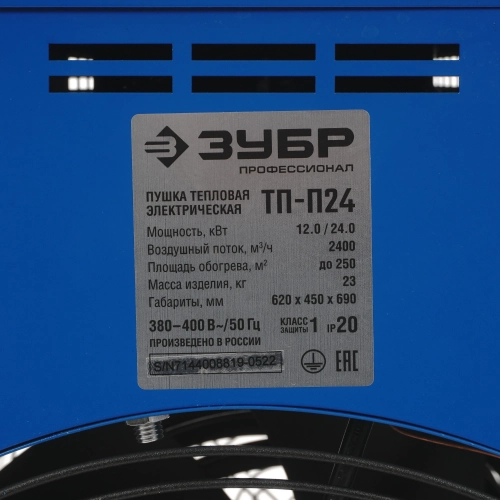 ЗУБР
ПРОФЕССИОНАЛ
ПУШКА ТЕПЛОВАЯ
ЭЛЕКТРИЧЕСКАЯ ТП-П24
Мощность, кВт 12.0 / 24.0
Воздушный поток, м³/ч 2400
Площадь обогрева, м² до 250
Масса изделия, кг 23
Габариты, мм 620 x 450 x 690
380–400 В~/50 Гц КЛАСС ЗАЩИТЫ 1 IP20
ПРОИЗВЕДЕНО В РОССИИ
S/N7144008819-0522 EAC